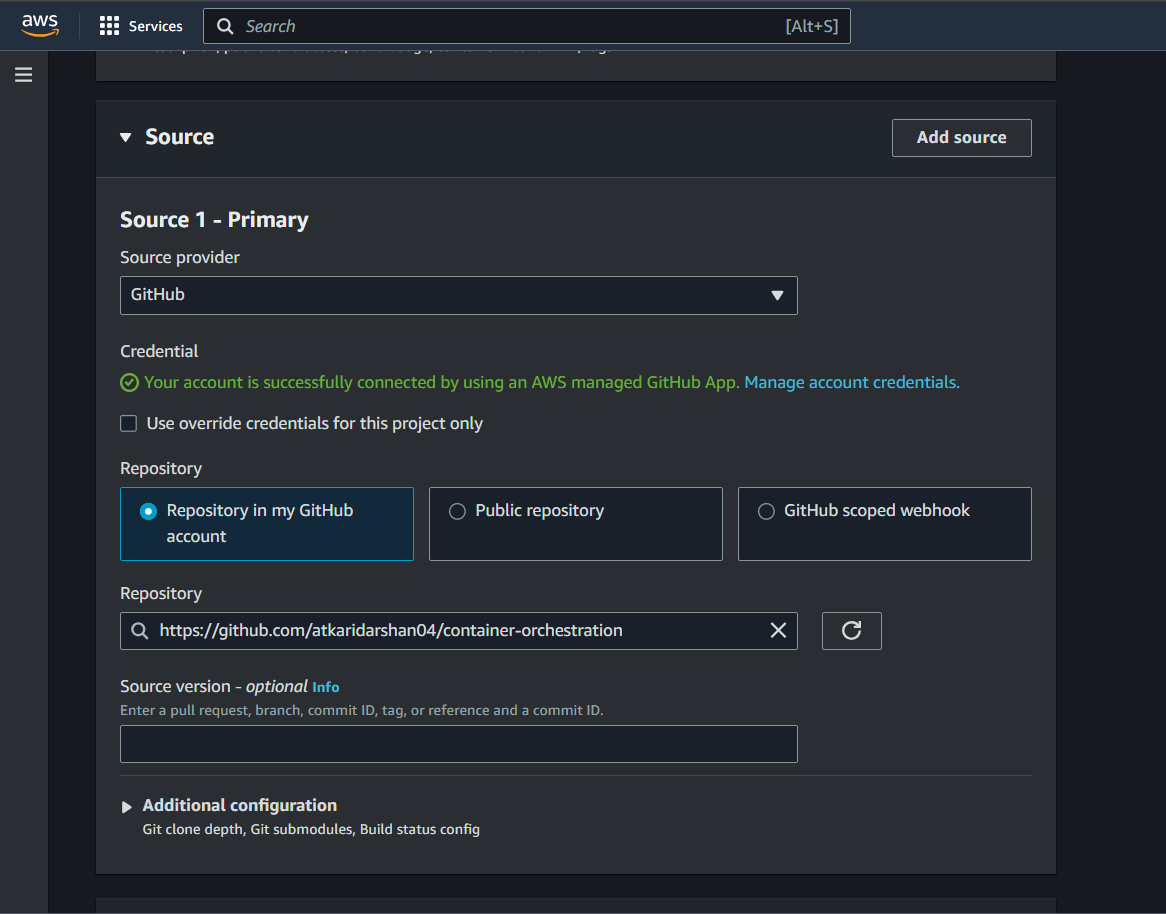 aws
Services
Search
[Alt+S]
Source
Add source
Source 1 - Primary
Source provider
GitHub
Credential
Your account is successfully connected by using an AWS managed GitHub App. Manage account credentials.
Use override credentials for this project only
Repository
Repository in my GitHub
account
Public repository
GitHub scoped webhook
Repository
https://github.com/atkaridarshan04/container-orchestration
Source version - optional Info
Enter a pull request, branch, commit ID, tag, or reference and a commit ID.
Additional configuration
Git clone depth, Git submodules, Build status config